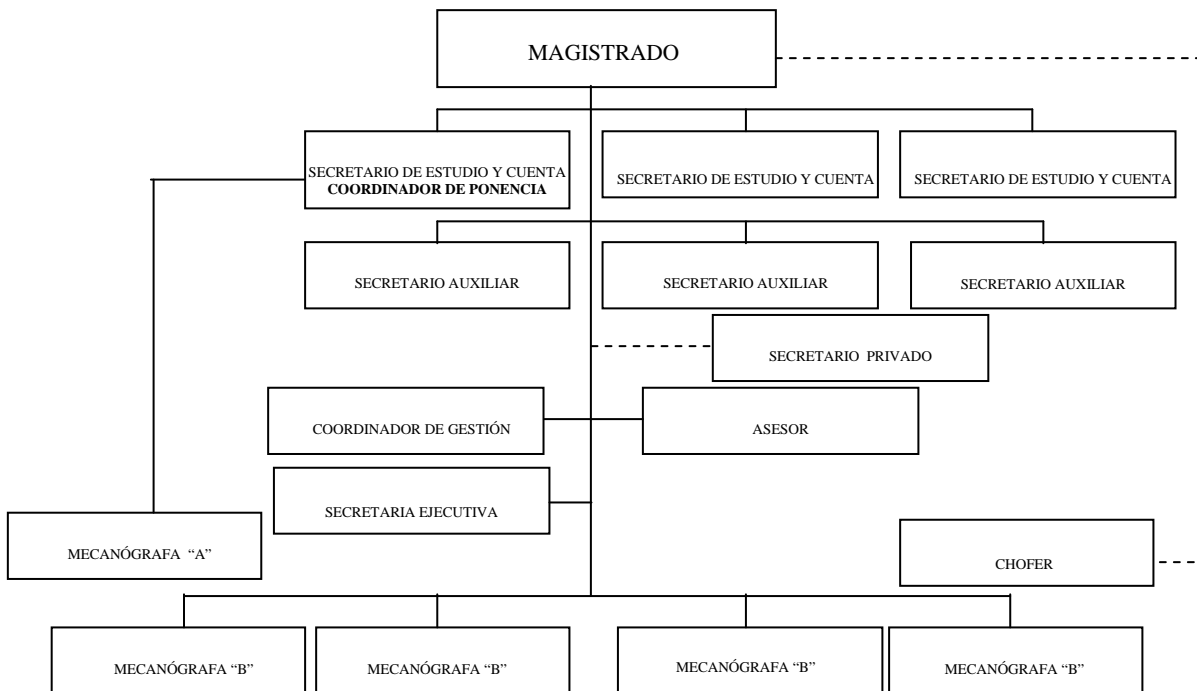 MAGISTRADO
SECRETARIO DE ESTUDIO Y CUENTA
COORDINADOR DE PONENCIA
SECRETARIO DE ESTUDIO Y CUENTA
SECRETARIO DE ESTUDIO Y CUENTA
SECRETARIO AUXILIAR
SECRETARIO AUXILIAR
SECRETARIO AUXILIAR
SECRETARIO PRIVADO
COORDINADOR DE GESTIÓN
ASESOR
SECRETARIA EJECUTIVA
MECANÓGRAFA “A”
CHOFER
MECANÓGRAFA “B”
MECANÓGRAFA “B”
MECANÓGRAFA “B”
MECANÓGRAFA “B”